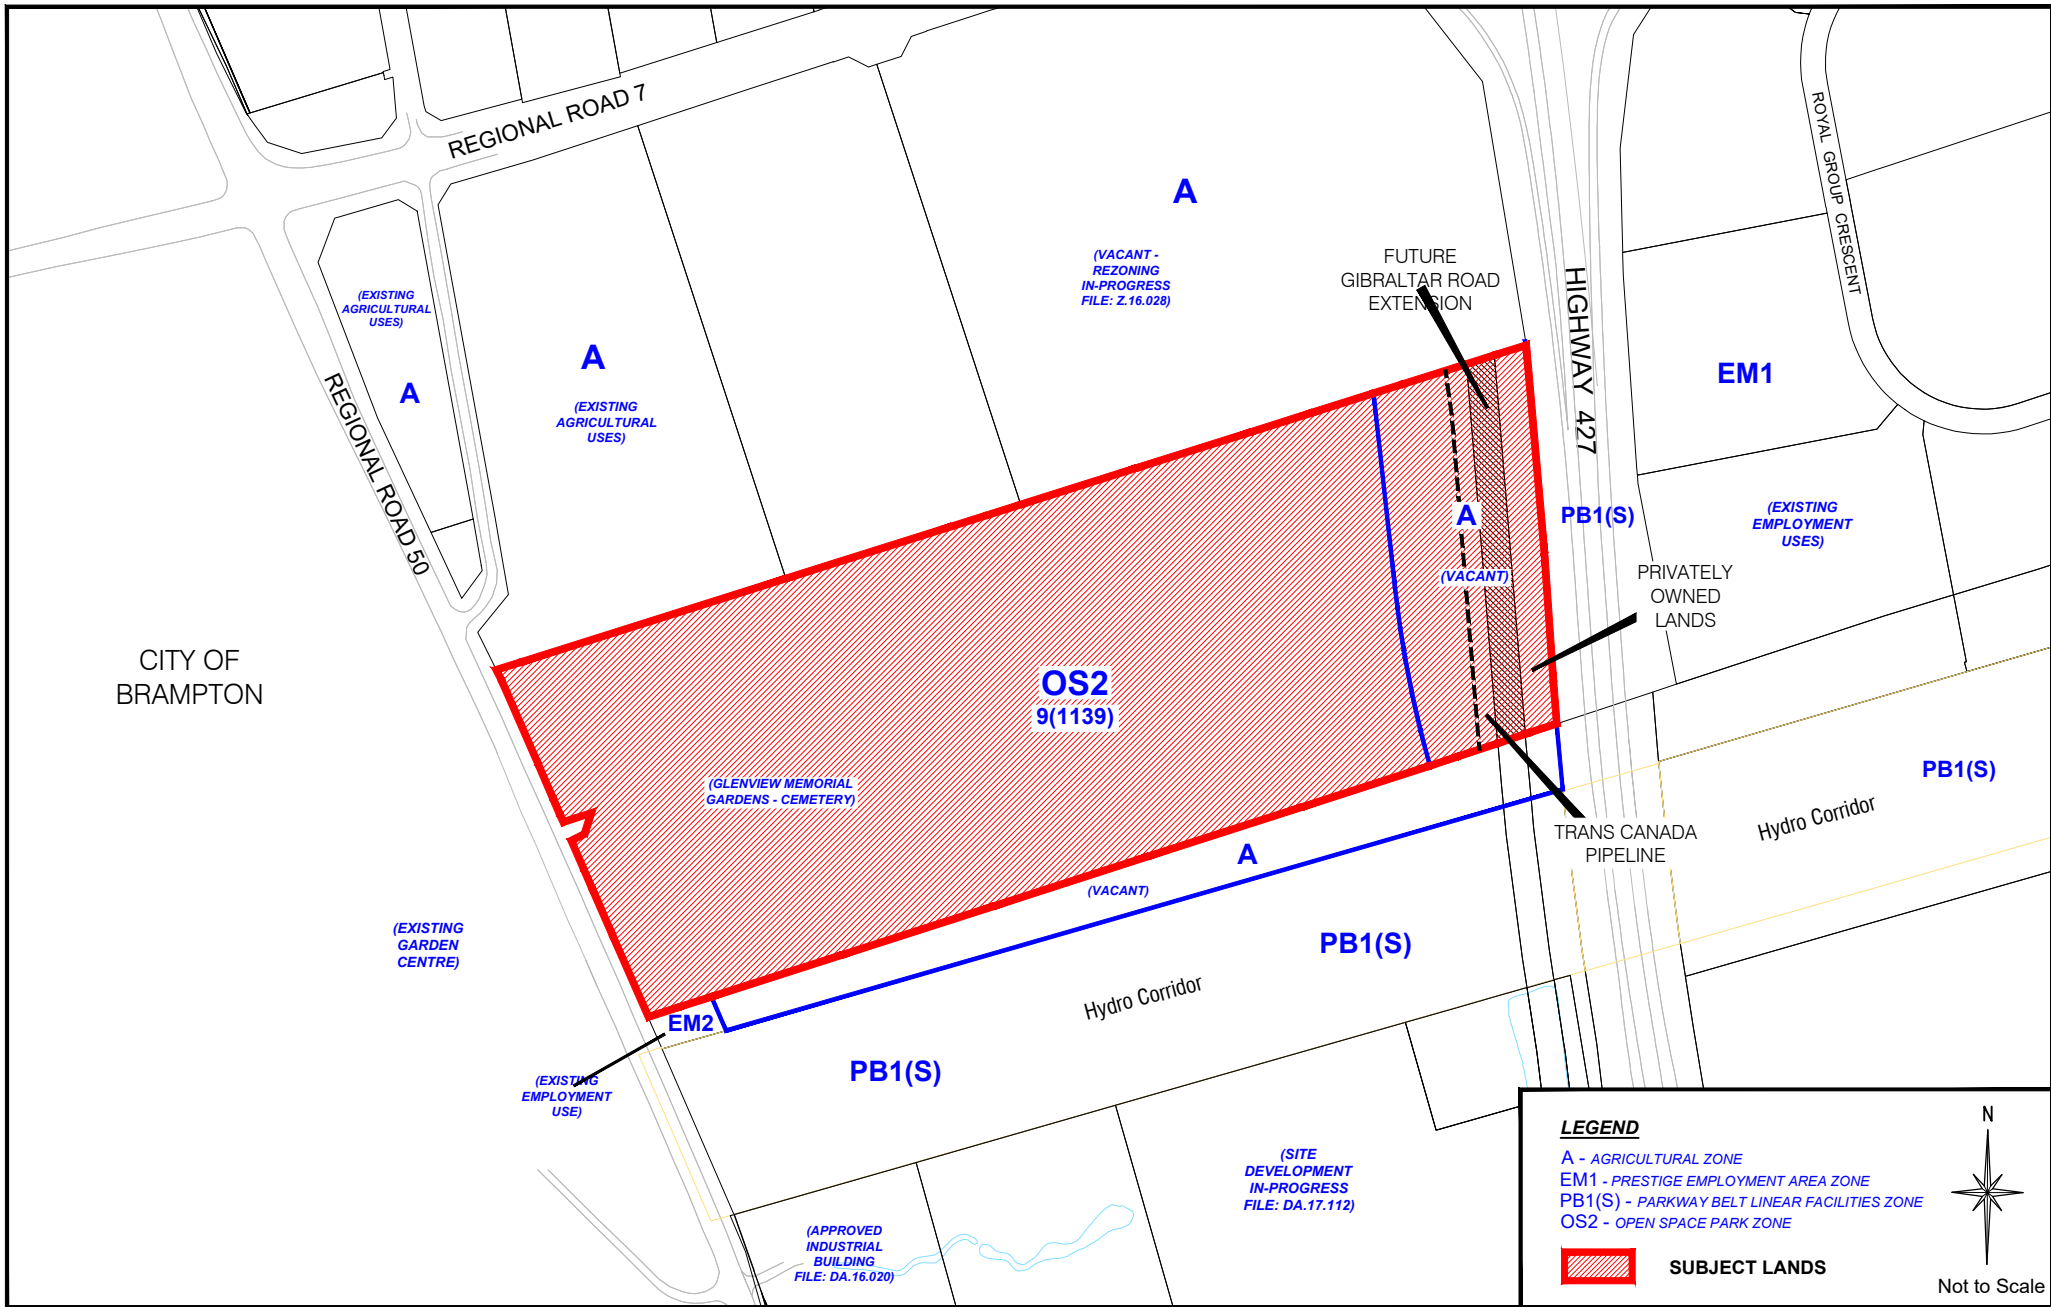 REGIONAL ROAD 7
ROYAL GROUP CRESCENT
A
(VACANT -
REZONING
IN-PROGRESS
FILE: Z.16.028)
FUTURE
GIBRALTAR ROAD
EXTENSION
HIGHWAY 427
(EXISTING
AGRICULTURAL
USES)
A
A
(EXISTING
AGRICULTURAL
USES)
REGIONAL ROAD 50
EM1
(EXISTING
EMPLOYMENT
USES)
PB1(S)
A
(VACANT)
PRIVATELY
OWNED
LANDS
CITY OF
BRAMPTON
OS2
9(1139)
(GLENVIEW MEMORIAL
GARDENS - CEMETERY)
PB1(S)
Hydro Corridor
TRANS CANADA
PIPELINE
A
(VACANT)
(EXISTING
GARDEN
CENTRE)
PB1(S)
Hydro Corridor
EM2
PB1(S)
(EXISTING
EMPLOYMENT
USE)
(SITE
DEVELOPMENT
IN-PROGRESS
FILE: DA.17.112)
(APPROVED
INDUSTRIAL
BUILDING
FILE: DA.16.020)
LEGEND
A - AGRICULTURAL ZONE
EM1 - PRESTIGE EMPLOYMENT AREA ZONE
PB1(S) - PARKWAY BELT LINEAR FACILITIES ZONE
OS2 - OPEN SPACE PARK ZONE
SUBJECT LANDS
N
Not to Scale